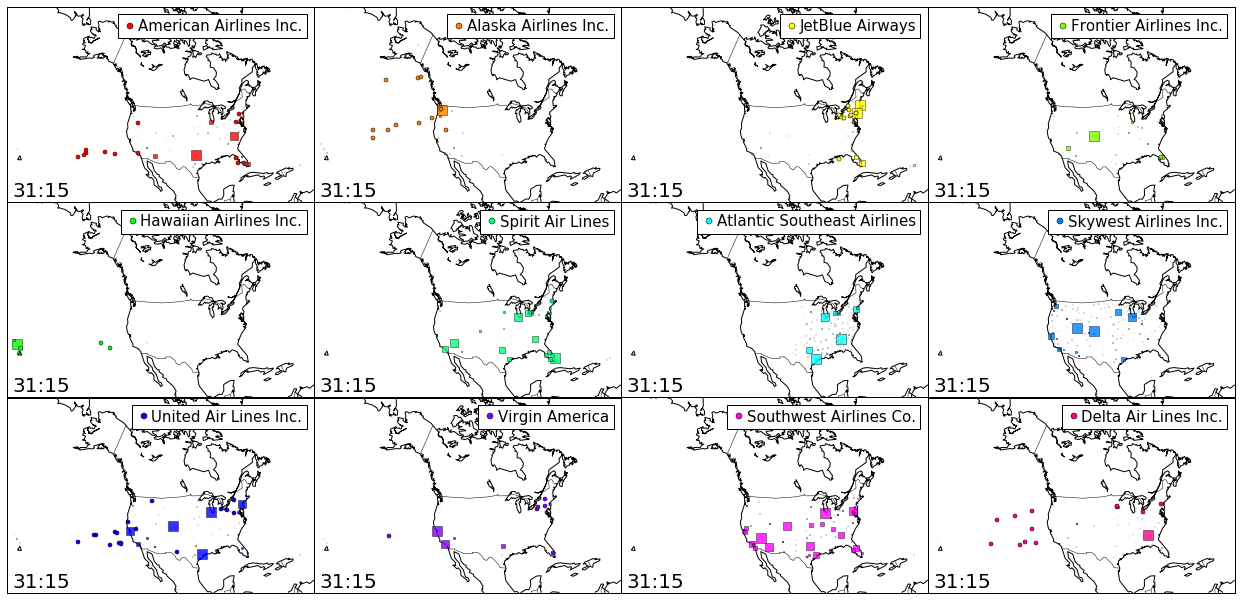 American Airlines Inc.
31:15
Alaska Airlines Inc.
31:15
JetBlue Airways
31:15
Frontier Airlines Inc.
31:15
Hawaiian Airlines Inc.
31:15
Spirit Air Lines
31:15
Atlantic Southeast Airlines
31:15
Skywest Airlines Inc.
31:15
United Air Lines Inc.
31:15
Virgin America
31:15
Southwest Airlines Co.
31:15
Delta Air Lines Inc.
31:15